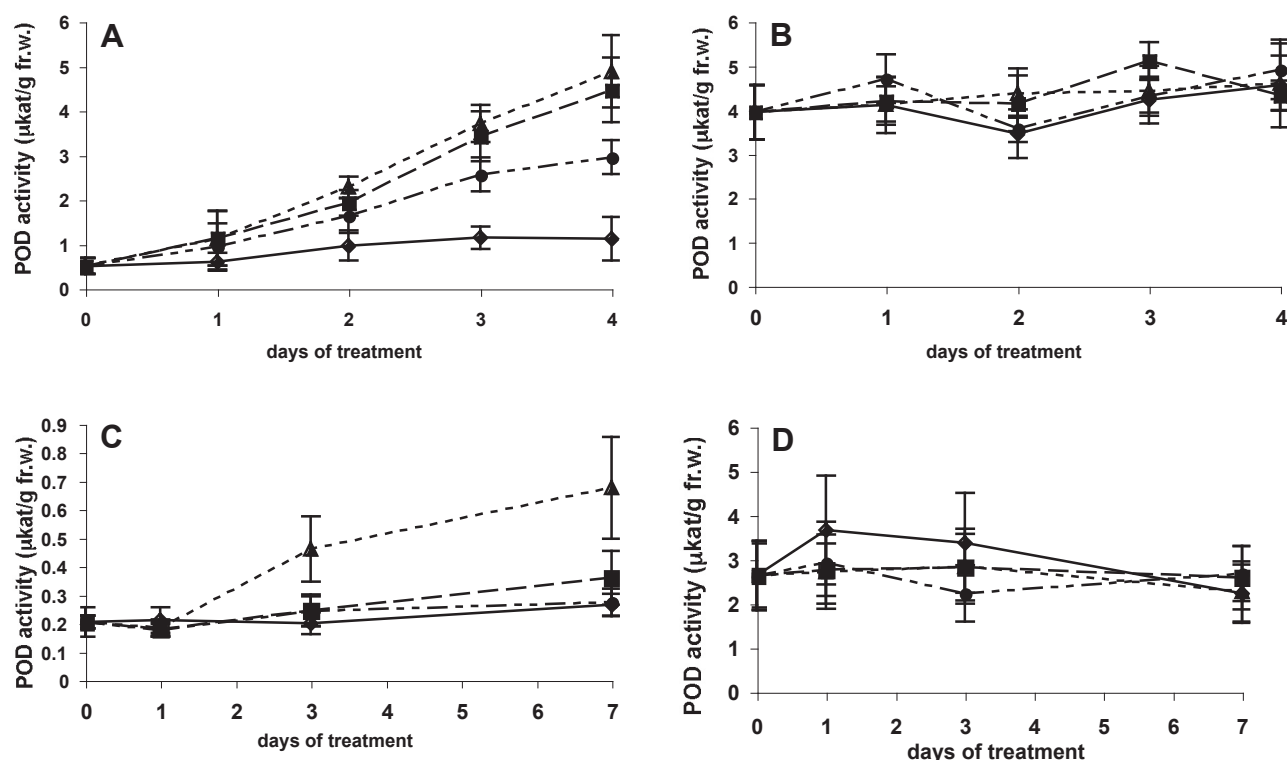 A
POD activity (µkat/g fr.w.)
6
5
4
3
2
1
0
0 1 2 3 4
days of treatment
B
POD activity (µkat/g fr.w.)
6
5
4
3
2
1
0
0 1 2 3 4
days of treatment
C
POD activity (µkat/g fr.w.)
0.9
0.8
0.7
0.6
0.5
0.4
0.3
0.2
0.1
0
0 1 2 3 4 5 6 7
days of treatment
D
POD activity (µkat/g fr.w.)
6
5
4
3
2
1
0
0 1 2 3 4 5 6 7
days of treatment